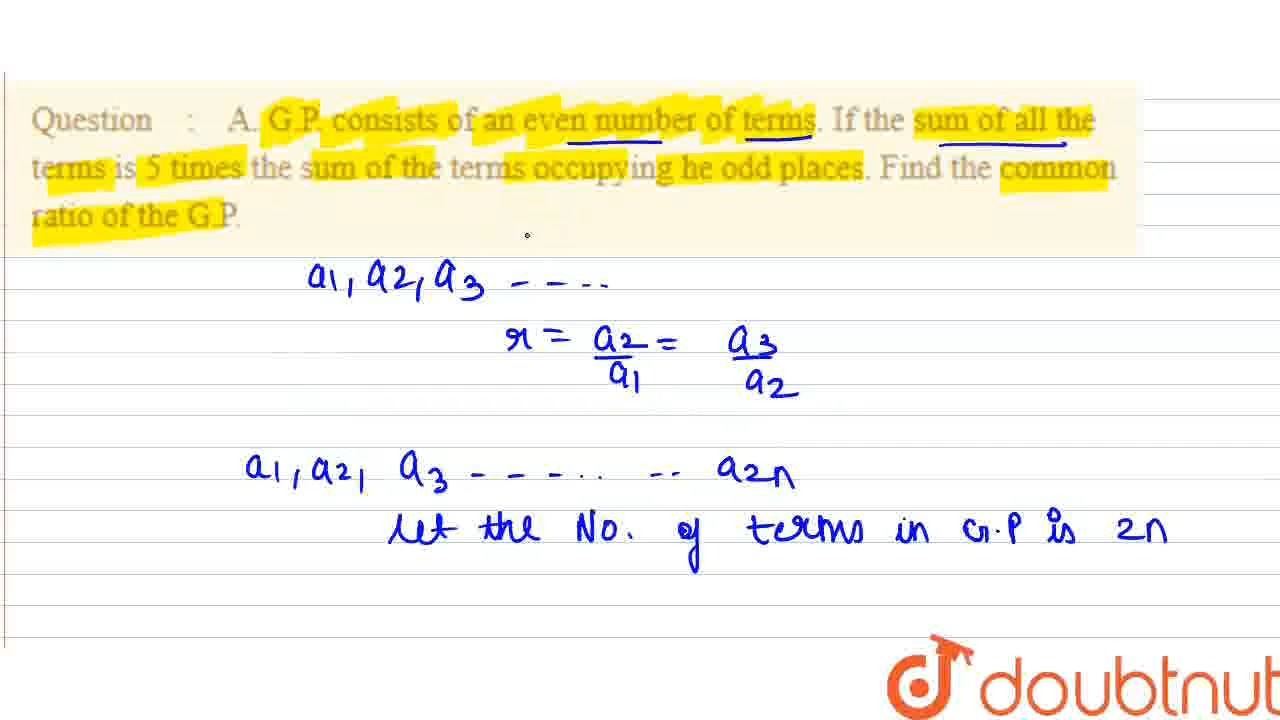 Question : A. G.P. consists of an even number of terms. If the sum of all the
terms is 5 times the sum of the terms occupying he odd places. Find the common
ratio of the G.P.
a1, a2, a3 - - - ..
r = a2/a1 = a3/a2
a1, a2, a3 - - - .. -- a2n
Let the No. of terms in G.P is 2n
doubtnut